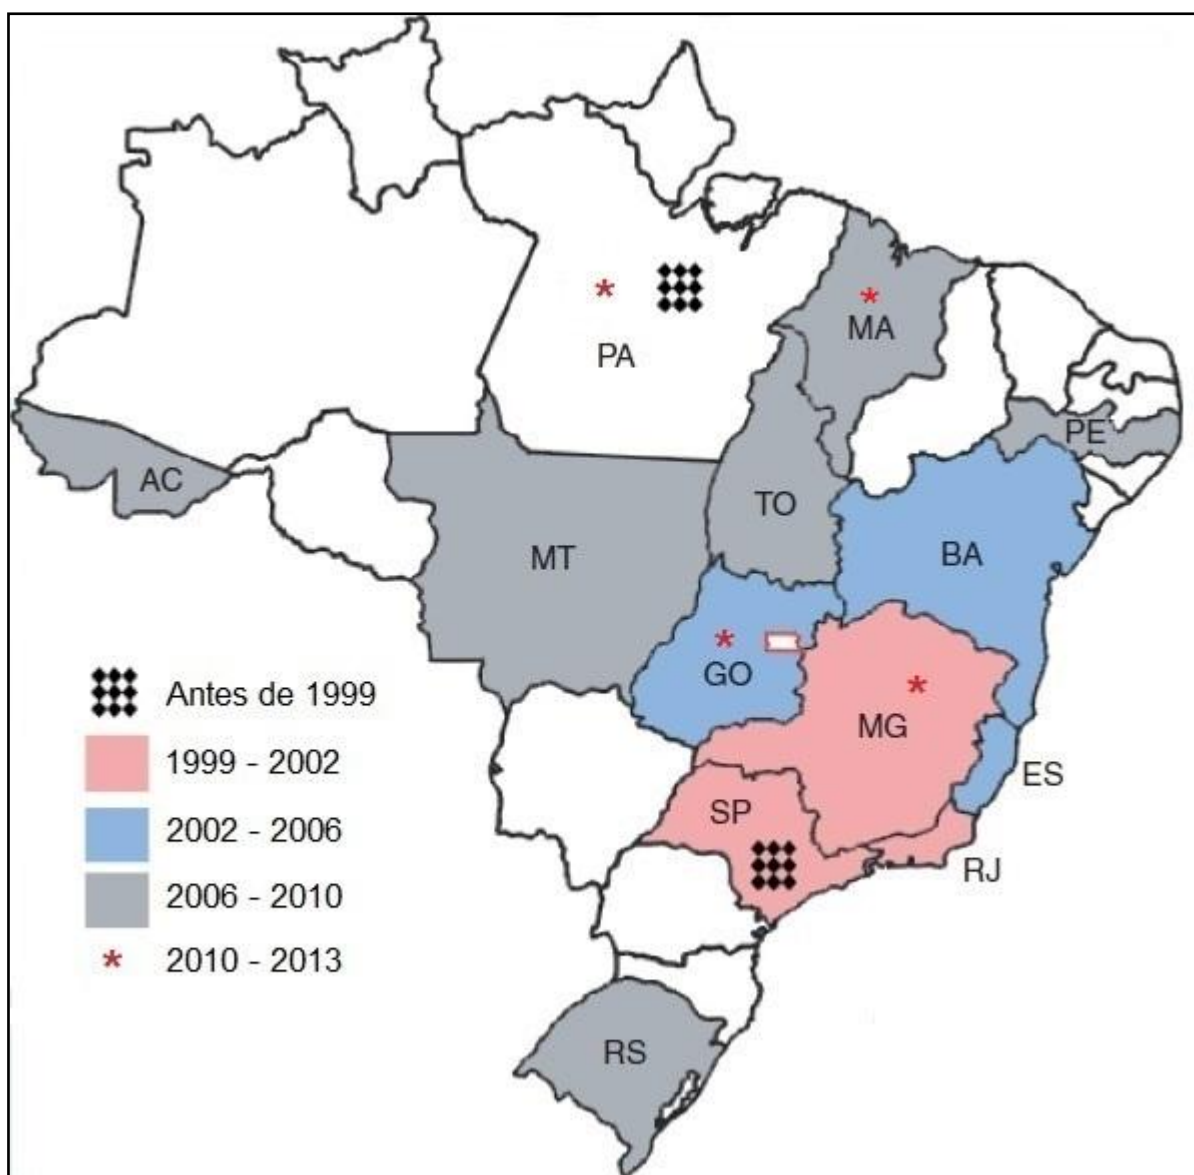 PA
MA
PE
AC
TO
MT
BA
GO
MG
ES
SP
RJ
RS
Antes de 1999
1999 - 2002
2002 - 2006
2006 - 2010
* 2010 - 2013